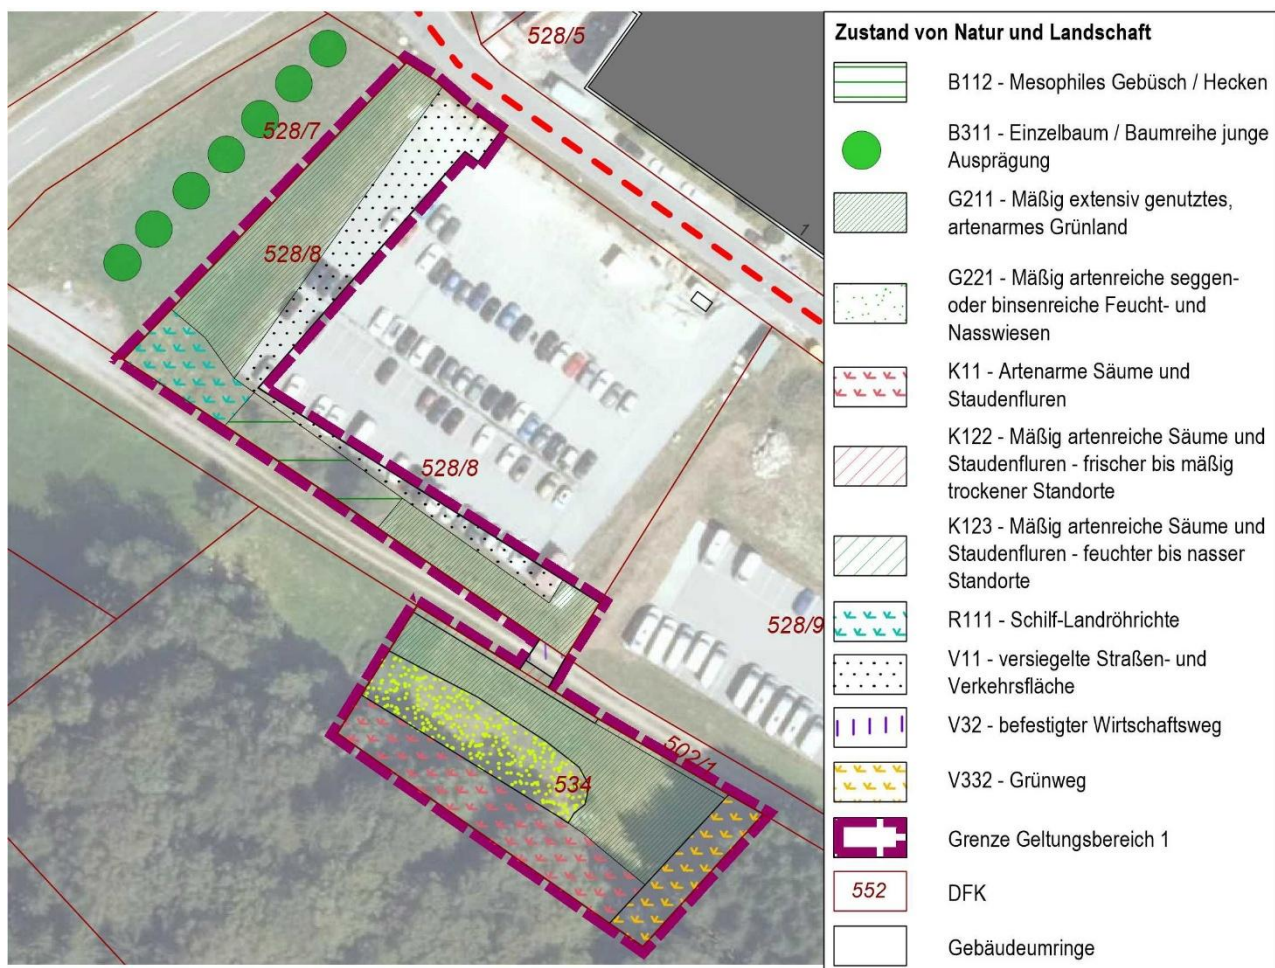 528/5
528/7
528/8
528/8
528/9
502/1
534
1
Zustand von Natur und Landschaft
B112 - Mesophiles Gebüsch / Hecken
B311 - Einzelbaum / Baumreihe junge
Ausprägung
G211 - Mäßig extensiv genutztes,
artenarmes Grünland
G221 - Mäßig artenreiche seggen-
oder binsenreiche Feucht- und
Nasswiesen
K11 - Artenarme Säume und
Staudenfluren
K122 - Mäßig artenreiche Säume und
Staudenfluren - frischer bis mäßig
trockener Standorte
K123 - Mäßig artenreiche Säume und
Staudenfluren - feuchter bis nasser
Standorte
R111 - Schilf-Landröhrichte
V11 - versiegelte Straßen- und
Verkehrsfläche
V32 - befestigter Wirtschaftsweg
V332 - Grünweg
Grenze Geltungsbereich 1
552 DFK
Gebäudeumringe